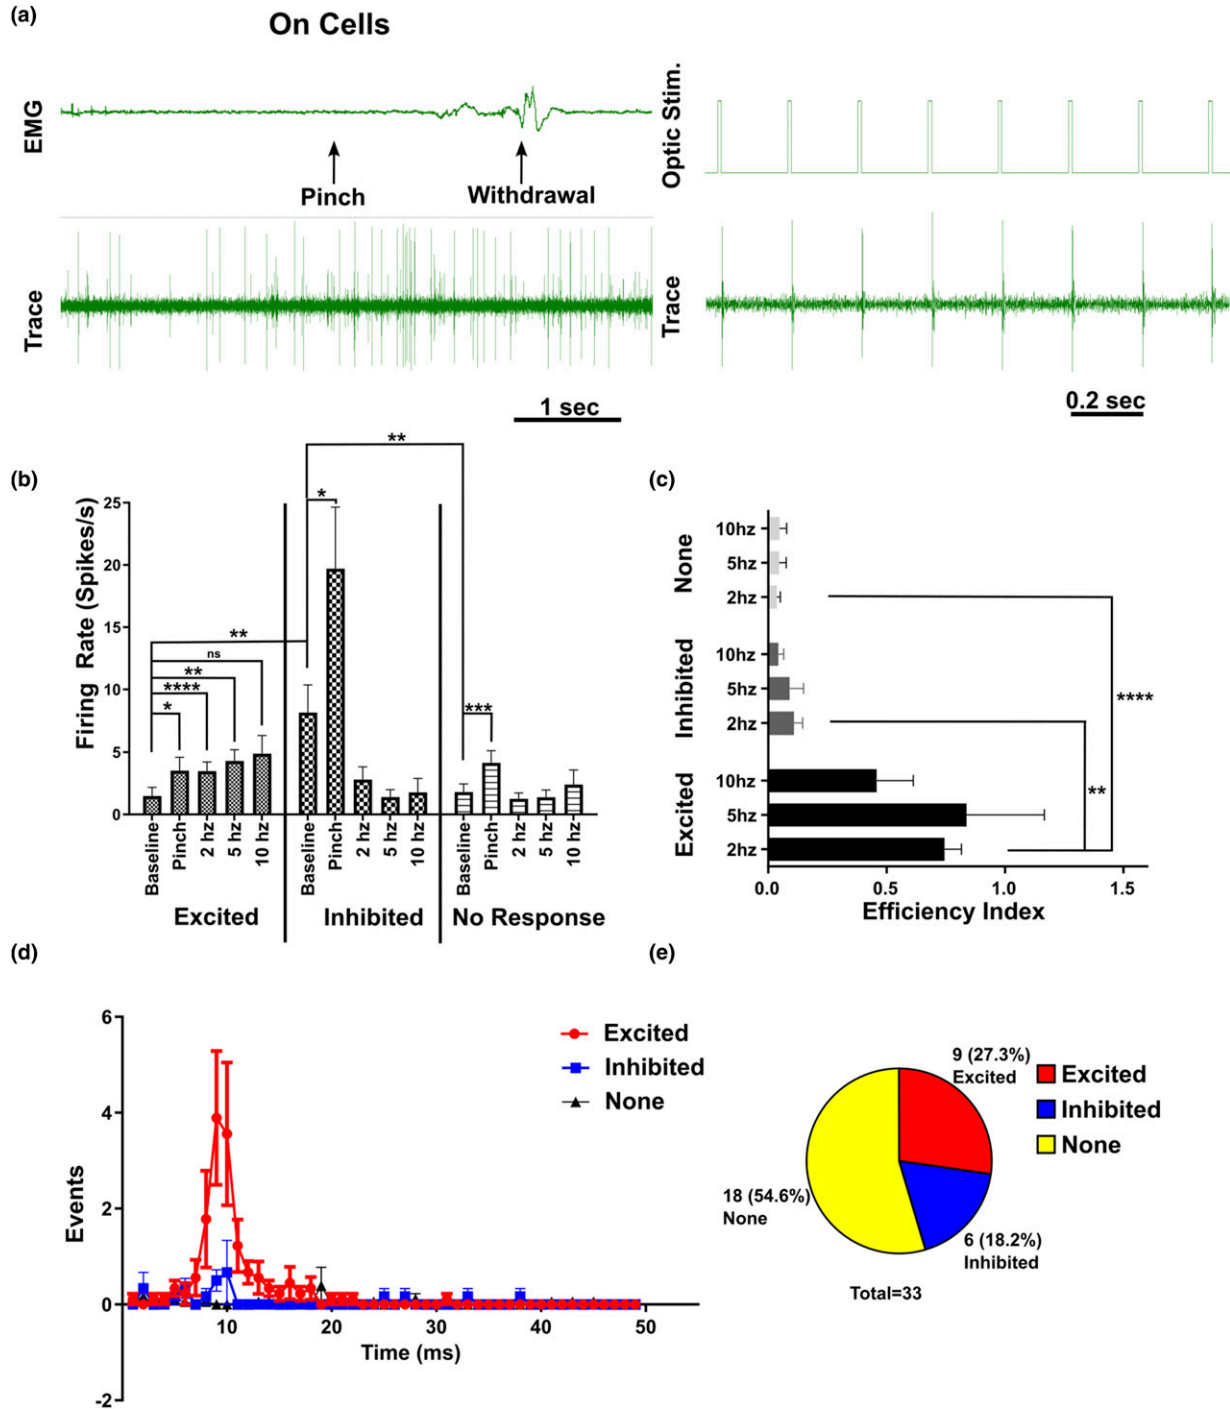 (a)
On Cells
EMG
Pinch
Withdrawal
Trace
1 sec
Optic Stim.
Trace
0.2 sec
(b)
Firing Rate (Spikes/s)
25
20
15
10
5
0
**
*
**
ns
**
****
*
***
Baseline
Pinch
2 hz
5 hz
10 hz
Baseline
Pinch
2 hz
5 hz
10 hz
Baseline
Pinch
2 hz
5 hz
10 hz
Excited
Inhibited
No Response
(c)
None
10hz
5hz
2hz
Inhibited
10hz
5hz
2hz
Excited
10hz
5hz
2hz
****
**
0.0
0.5
1.0
1.5
Efficiency Index
(d)
Events
6
4
2
0
-2
10
20
30
40
50
Time (ms)
Excited
Inhibited
None
(e)
9 (27.3%)
Excited
18 (54.6%)
None
6 (18.2%)
Inhibited
Total=33
Excited
Inhibited
None